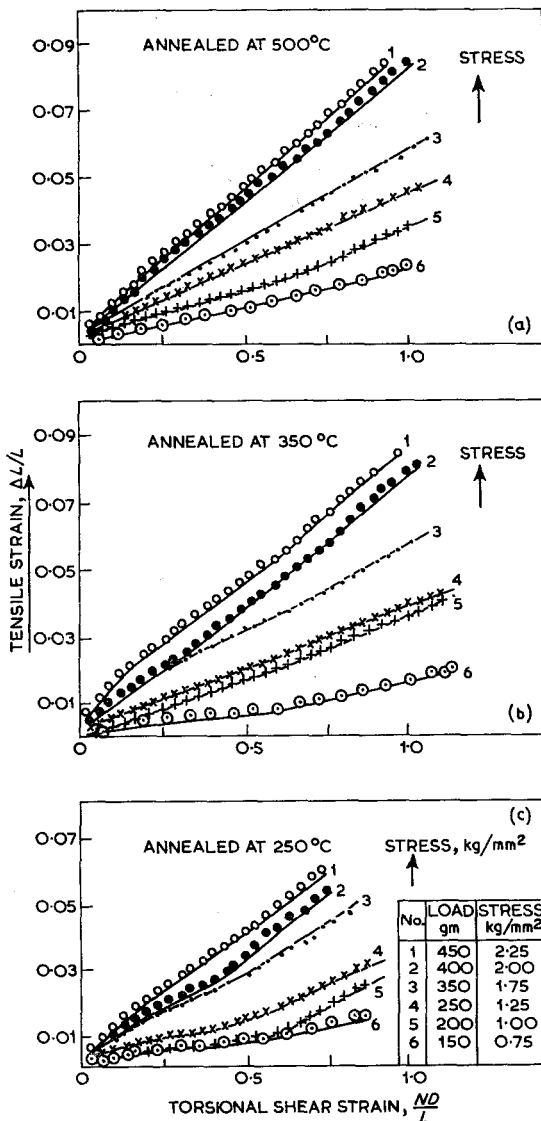 ANNEALED AT 500°C
STRESS
0·09
0·07
0·05
0·03
0·01
1
2
3
4
5
6
(a)
0
0·5
1·0
ANNEALED AT 350 °C
STRESS
0·09
0·07
0·05
0·03
0·01
1
2
3
4
5
6
(b)
0
0·5
1·0
TENSILE STRAIN, ΔL/L
(c)
ANNEALED AT 250°C
STRESS, kg/mm²
0·07
0·05
0·03
0·01
1
2
3
4
5
6
No. LOAD gm STRESS kg/mm²
1 450 2·25
2 400 2·00
3 350 1·75
4 250 1·25
5 200 1·00
6 150 0·75
0
0·5
1·0
TORSIONAL SHEAR STRAIN, ND/L